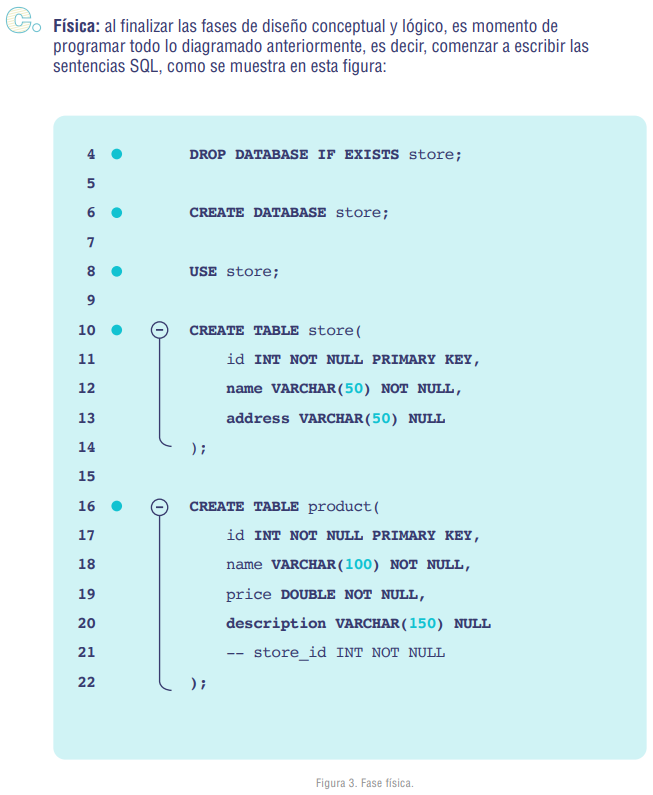 C.
Física: al finalizar las fases de diseño conceptual y lógico, es momento de
programar todo lo diagramado anteriormente, es decir, comenzar a escribir las
sentencias SQL, como se muestra en esta figura:
4 DROP DATABASE IF EXISTS store;
5
6 CREATE DATABASE store;
7
8 USE store;
9
10 CREATE TABLE store(
11 id INT NOT NULL PRIMARY KEY,
12 name VARCHAR(50) NOT NULL,
13 address VARCHAR(50) NULL
14 );
15
16 CREATE TABLE product(
17 id INT NOT NULL PRIMARY KEY,
18 name VARCHAR(100) NOT NULL,
19 price DOUBLE NOT NULL,
20 description VARCHAR(150) NULL
21 -- store_id INT NOT NULL
22 );
Figura 3. Fase física.